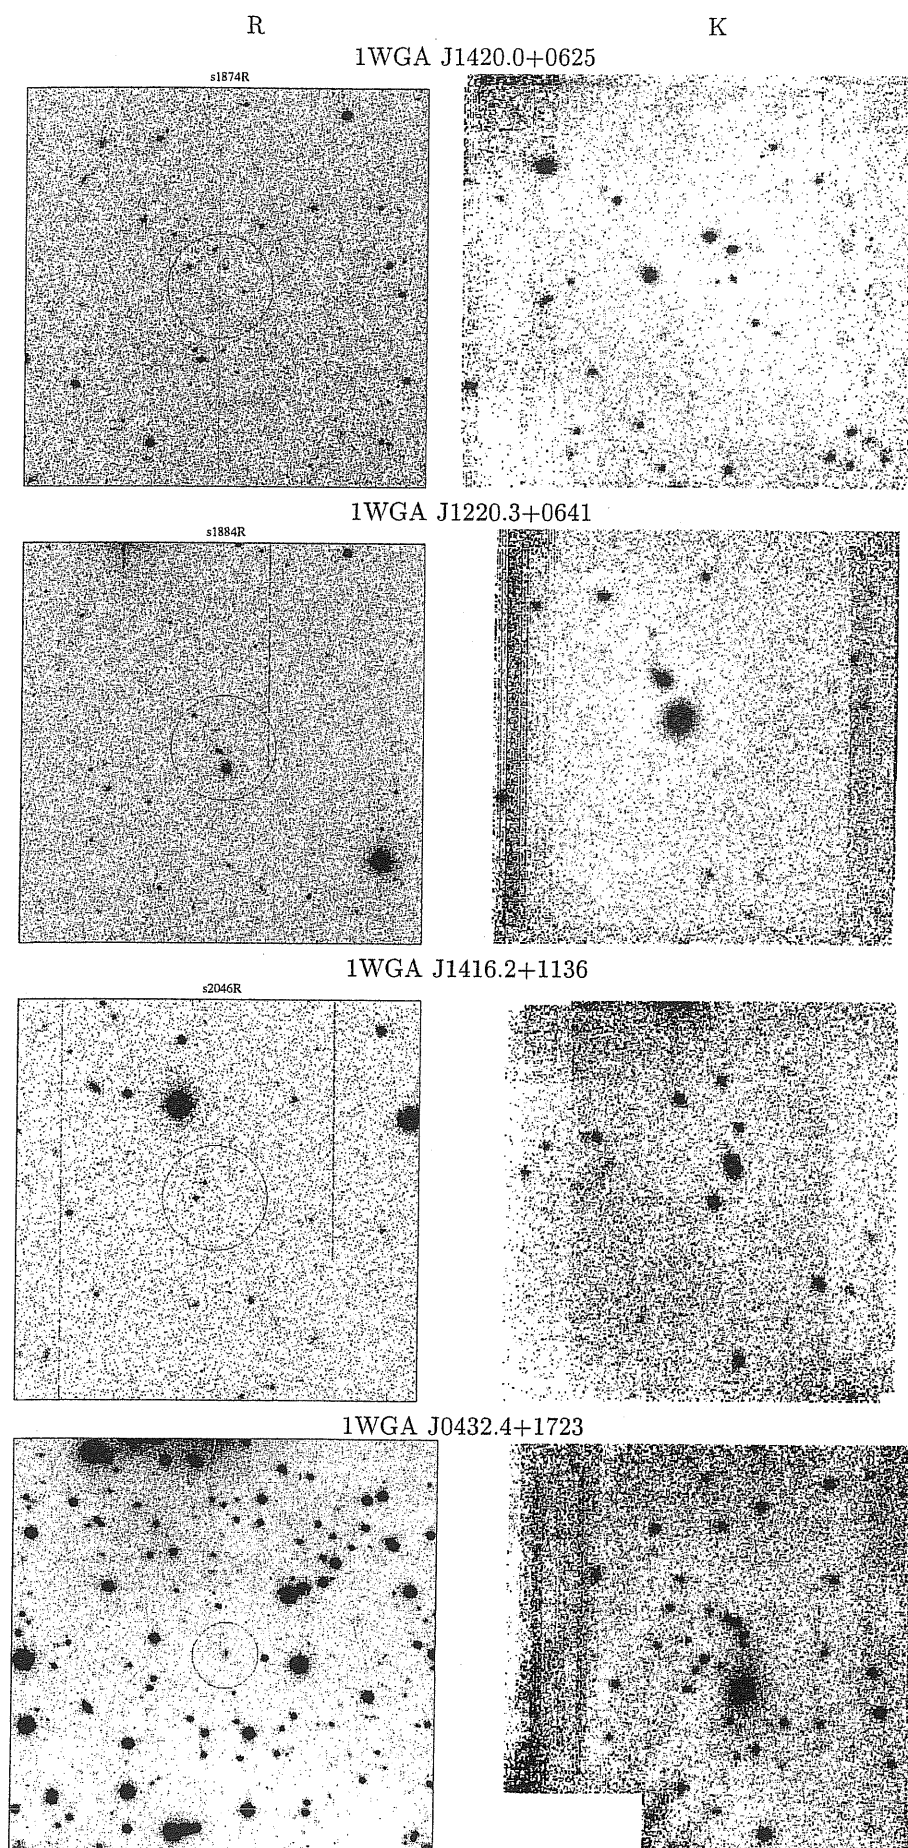 R
K
1WGA J1420.0+0625
s1874R
1WGA J1220.3+0641
s1884R
1WGA J1416.2+1136
s2046R
1WGA J0432.4+1723